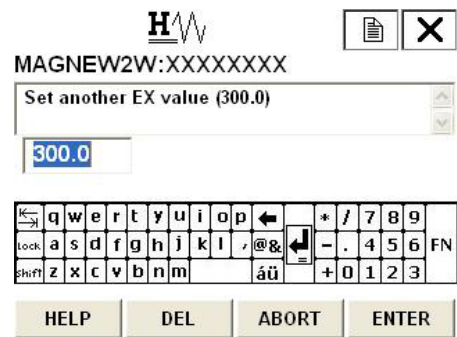 H
MAGNEW2W:XXXXXXXX
Set another EX value (300.0)
300.0
q w e r t y u i o p * / 7 8 9
Lock a s d f g h j k l , @& - . 4 5 6 FN
shift z x c v b n m áü = + 0 1 2 3
HELP DEL ABORT ENTER